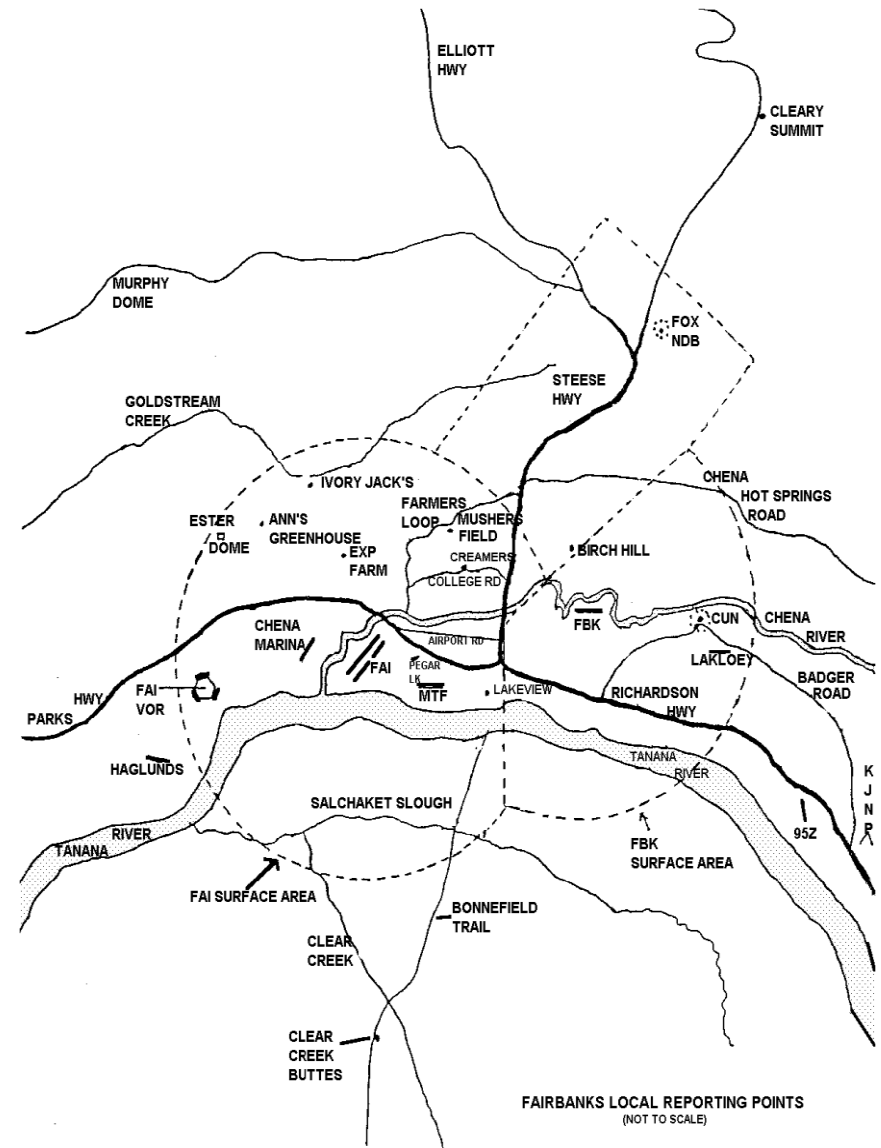 ELLIOTT
HWY
CLEARY
SUMMIT
MURPHY
DOME
FOX
NDB
STEESE
HWY
GOLDSTREAM
CREEK
IVORY JACK'S
CHENA
HOT SPRINGS
ROAD
FARMERS
LOOP
MUSHERS
FIELD
ESTER
DOME
ANN'S
GREENHOUSE
EXP
FARM
CREAMERS
COLLEGE RD
BIRCH HILL
CHENA
MARINA
AIRPORT RD
FBK
CUN
CHENA
RIVER
FAI
PEGAR
LK
MTF
LAKEVIEW
LAKLOEY
BADGER
ROAD
RICHARDSON
HWY
HWY
PARKS
FAI
VOR
HAGLUNDS
TANANA
RIVER
K
J
N
P
95Z
SALCHAKET SLOUGH
RIVER
TANANA
FBK
SURFACE AREA
FAI SURFACE AREA
BONNEFIELD
TRAIL
CLEAR
CREEK
CLEAR
CREEK
BUTTES
FAIRBANKS LOCAL REPORTING POINTS
(NOT TO SCALE)